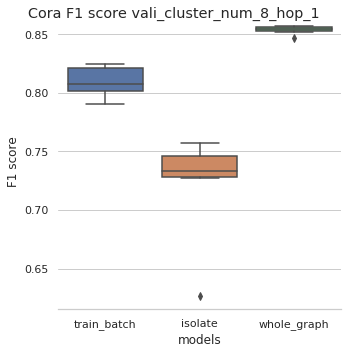 Cora F1 score vali_cluster_num_8_hop_1
0.85
0.80
0.75
0.70
0.65
F1 score
train_batch
isolate
whole_graph
models